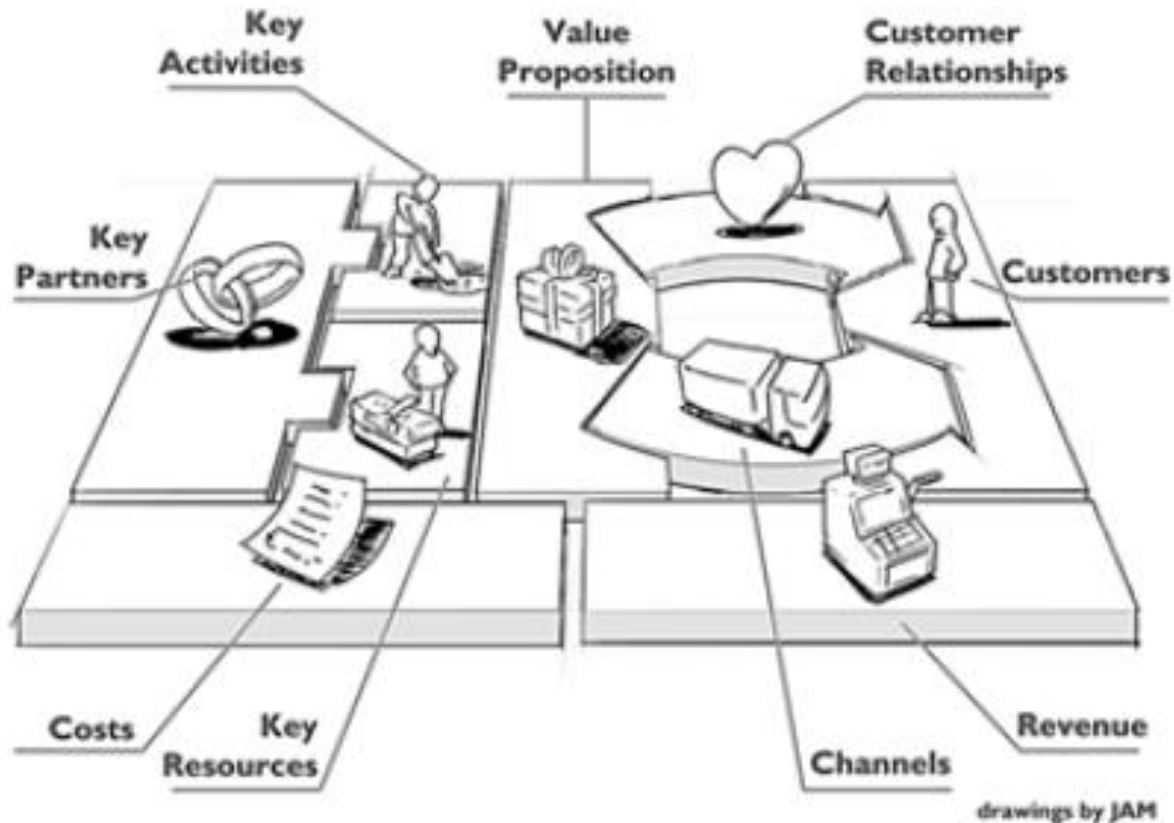 Key
Activities
Value
Proposition
Customer
Relationships
Key
Partners
Customers
Costs
Key
Resources
Channels
Revenue
drawings by JAM